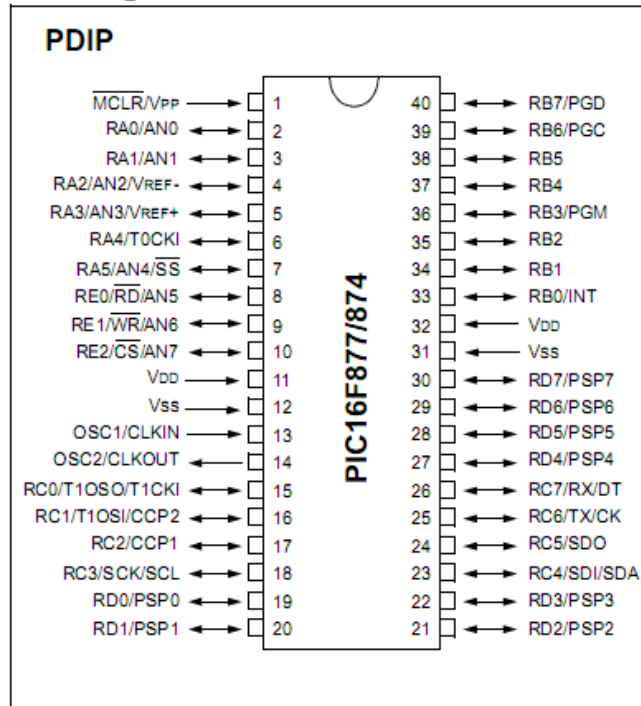 PDIP
MCLR/VPP 1 40 RB7/PGD
RA0/AN0 2 39 RB6/PGC
RA1/AN1 3 38 RB5
RA2/AN2/VREF- 4 37 RB4
RA3/AN3/VREF+ 5 36 RB3/PGM
RA4/T0CKI 6 35 RB2
RA5/AN4/SS 7 34 RB1
RE0/RD/AN5 8 33 RB0/INT
RE1/WR/AN6 9 32 VDD
RE2/CS/AN7 10 31 VSS
VDD 11 30 RD7/PSP7
VSS 12 29 RD6/PSP6
OSC1/CLKIN 13 28 RD5/PSP5
OSC2/CLKOUT 14 27 RD4/PSP4
RC0/T1OSO/T1CKI 15 26 RC7/RX/DT
RC1/T1OSI/CCP2 16 25 RC6/TX/CK
RC2/CCP1 17 24 RC5/SDO
RC3/SCK/SCL 18 23 RC4/SDI/SDA
RD0/PSP0 19 22 RD3/PSP3
RD1/PSP1 20 21 RD2/PSP2
PIC16F877/874